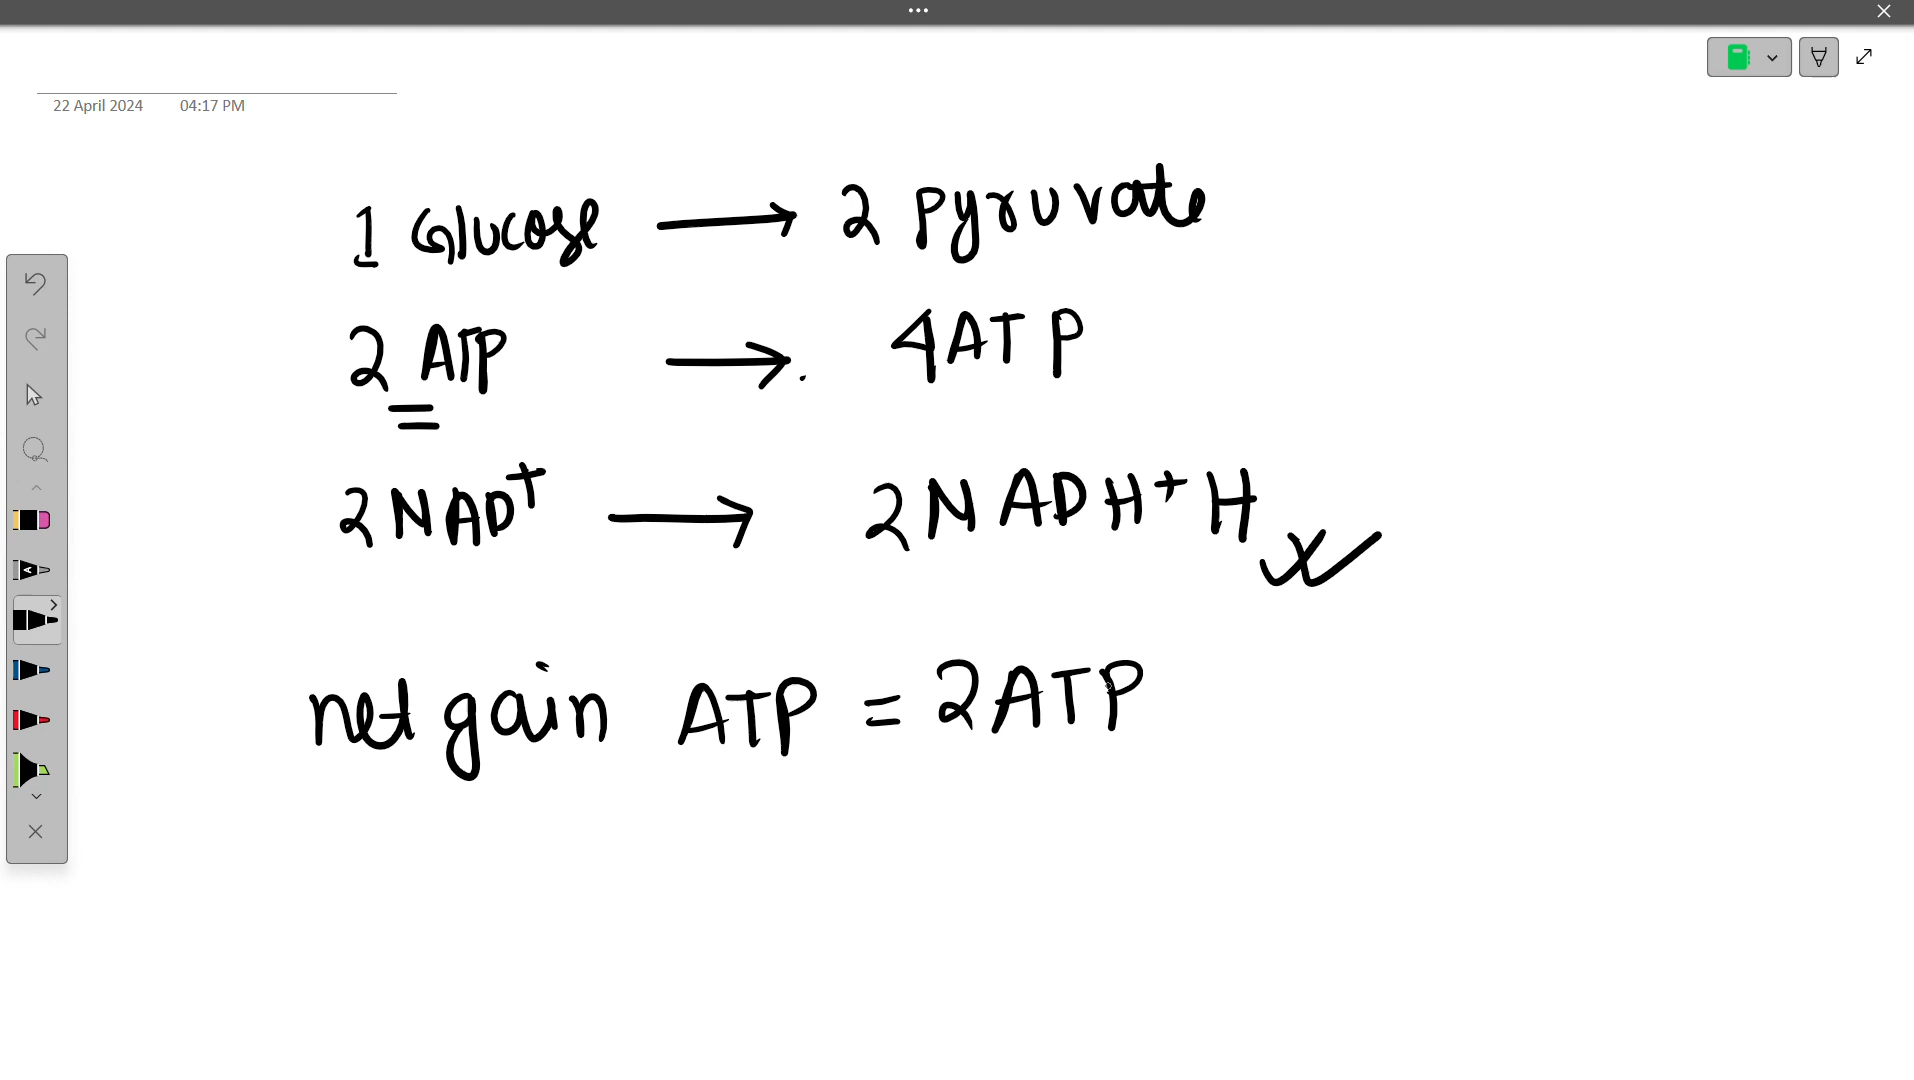 22 April 2024 04:17 PM
1 Glucose → 2 pyruvate
2 ATP → 4ATP
2NAD+ → 2NADH+H
net gain ATP = 2ATP